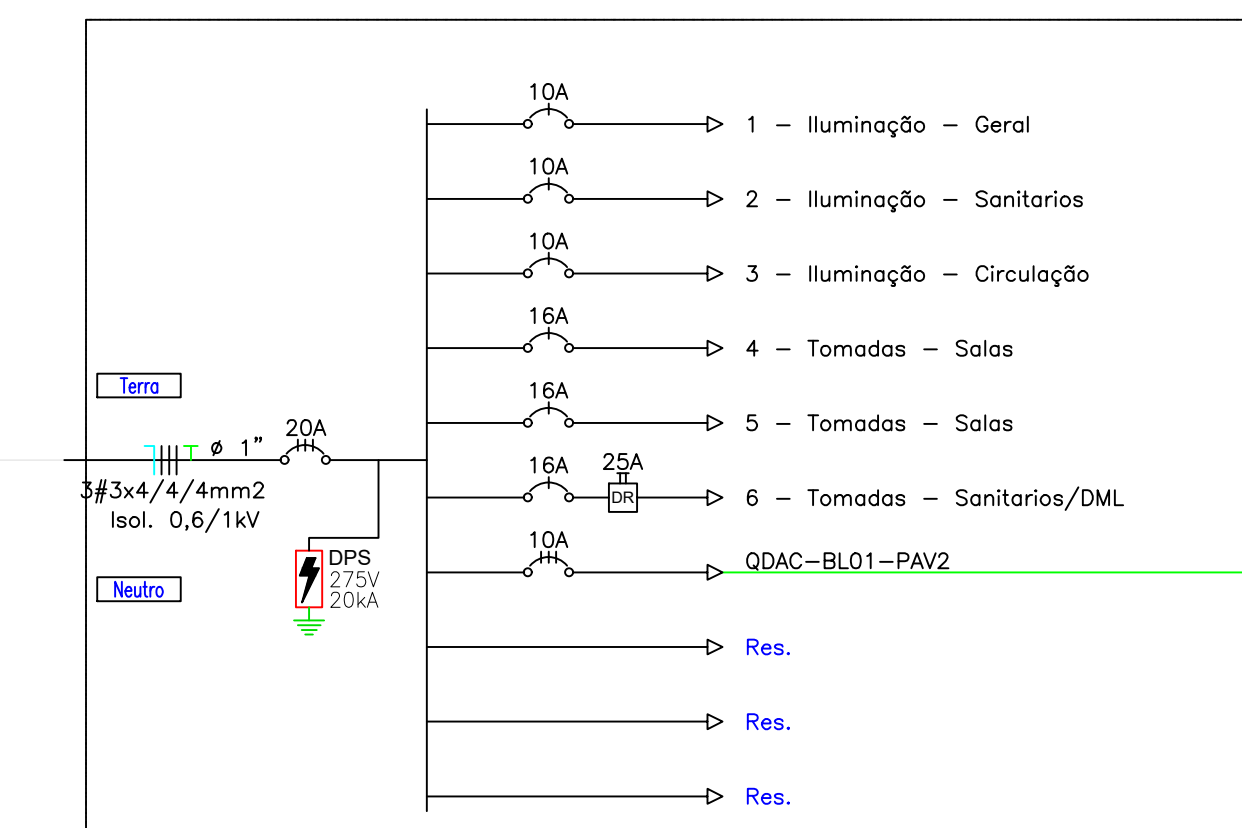 10A
1 - Iluminação - Geral
10A
2 - Iluminação - Sanitarios
10A
3 - Iluminação - Circulação
16A
4 - Tomadas - Salas
Terra
16A
5 - Tomadas - Salas
ø 1"
20A
3#3x4/4/4mm2
Isol. 0,6/1kV
16A
25A
DR
6 - Tomadas - Sanitarios/DML
10A
QDAC-BL01-PAV2
DPS
275V
20kA
Neutro
Res.
Res.
Res.